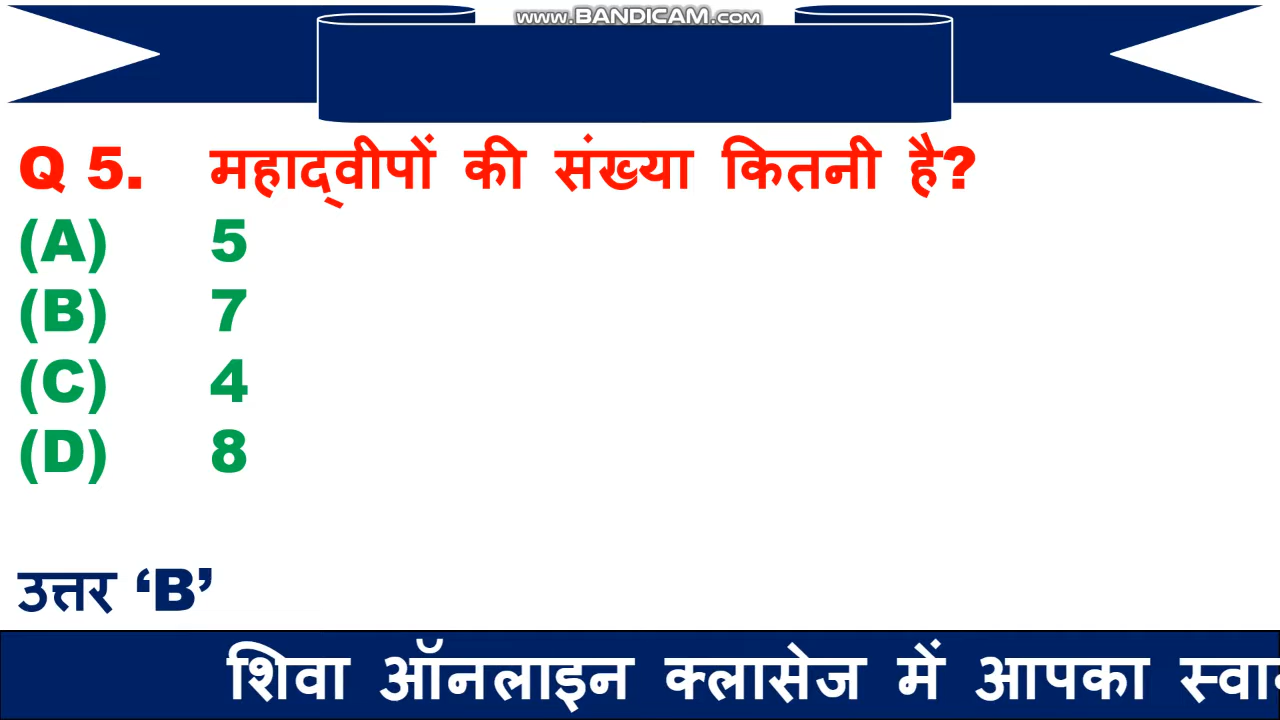 www.BANDICAM.com
Q 5. महाद्‌वीपों की संख्या कितनी है?
(A) 5
(B) 7
(C) 4
(D) 8
उत्तर ‘B’
शिवा ऑनलाइन क्लासेज में आपका